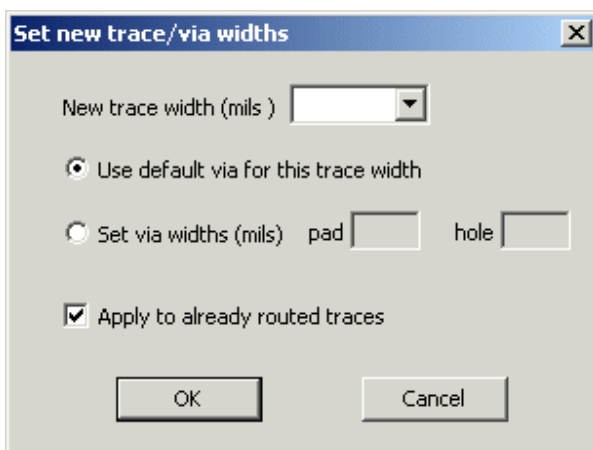 Set new trace/via widths
New trace width (mils )
Use default via for this trace width
Set via widths (mils) pad hole
Apply to already routed traces
OK Cancel